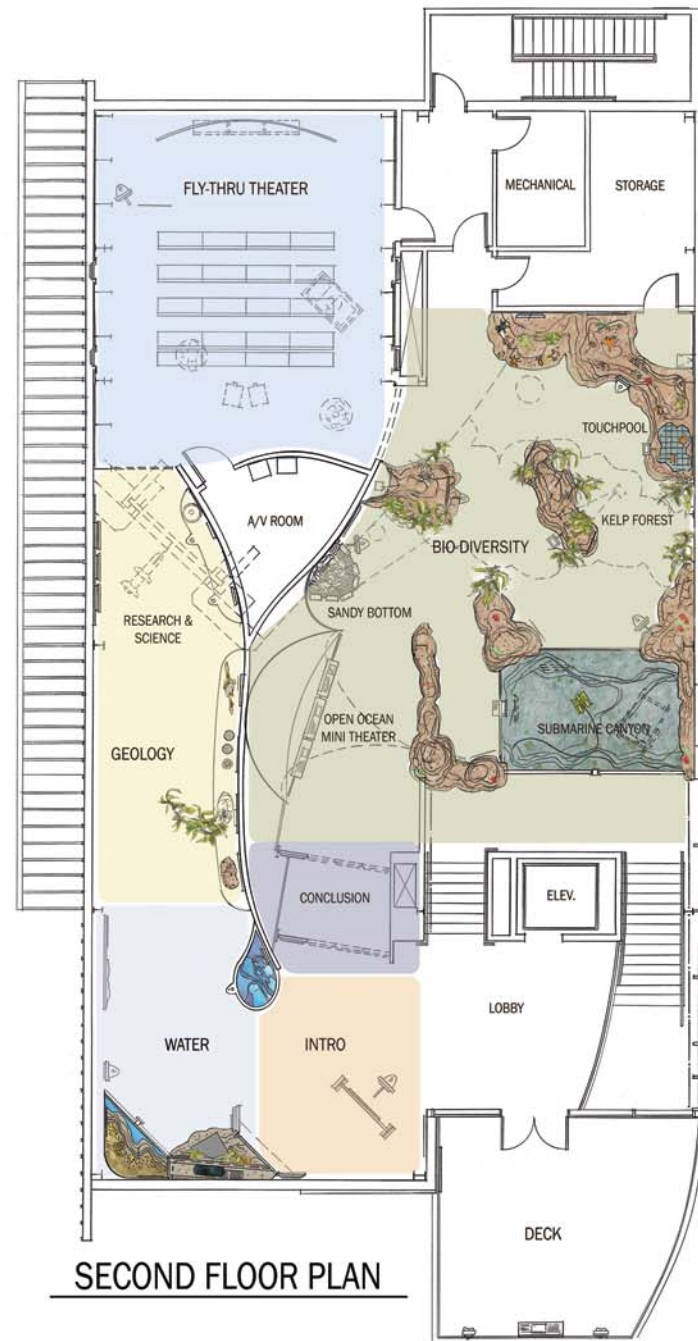 FLY-THRU THEATER
MECHANICAL
STORAGE
TOUCHPOOL
A/V ROOM
KELP FOREST
BIO-DIVERSITY
SANDY BOTTOM
RESEARCH &
SCIENCE
OPEN OCEAN
MINI THEATER
SUBMARINE CANYON
GEOLOGY
CONCLUSION
ELEV.
LOBBY
WATER
INTRO
DECK
SECOND FLOOR PLAN